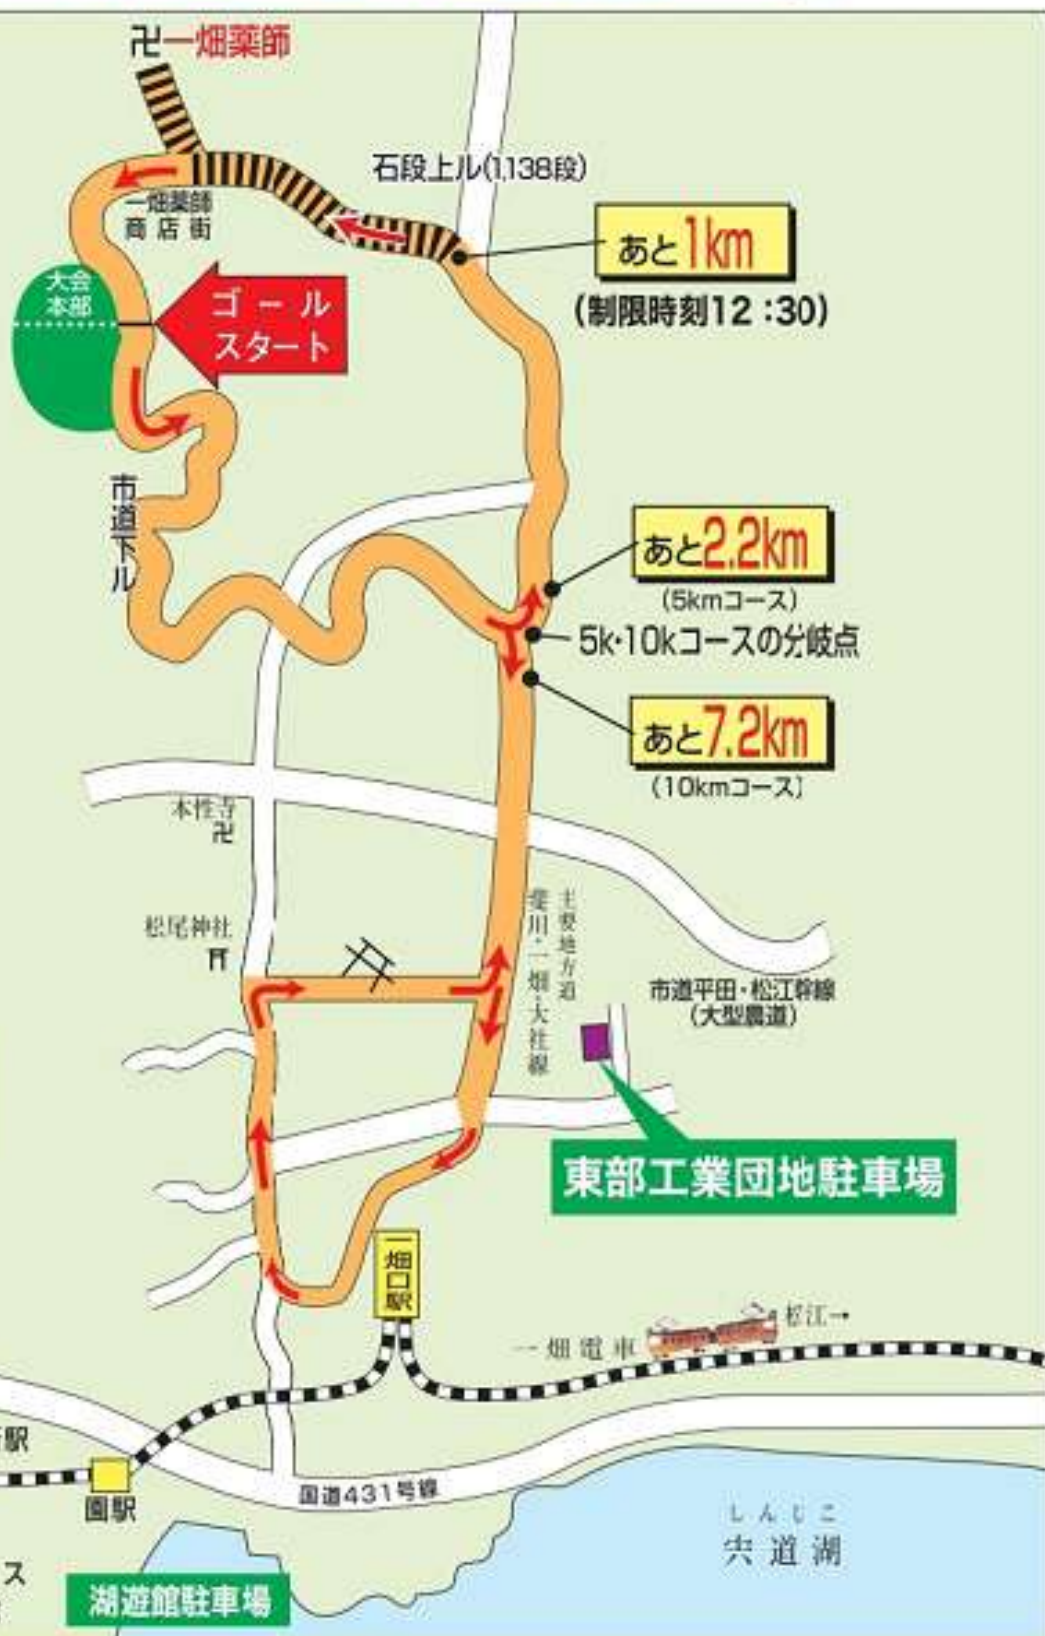 卍一畑薬師
石段上ル(1,138段)
一畑薬師
商店街
あと1km
(制限時刻12:30)
大会
本部
ゴール
スタート
市道下ル
あと2.2km
(5kmコース)
5k・10kコースの分岐点
あと7.2km
(10kmコース)
本性寺
卍
松尾神社
主要地方道
斐川・一畑・大社線
市道平田・松江幹線
(大型農道)
東部工業団地駐車場
一畑口駅
一畑電車
松江→
駅
園駅
国道431号線
しんじこ
宍道湖
ス
湖遊館駐車場